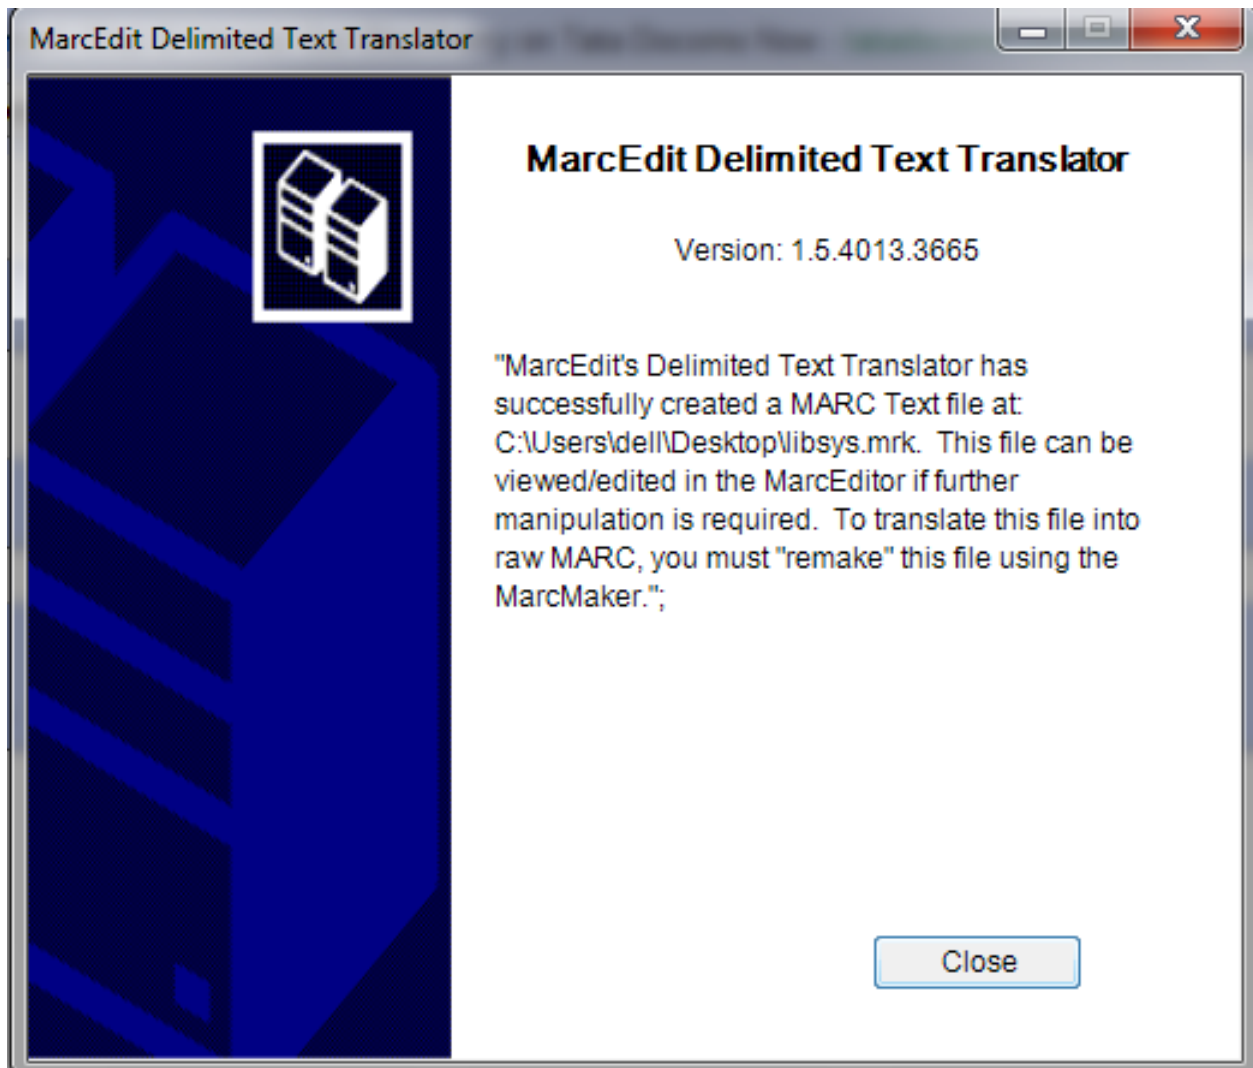 MarcEdit Delimited Text Translator
MarcEdit Delimited Text Translator
Version: 1.5.4013.3665
"MarcEdit's Delimited Text Translator has
successfully created a MARC Text file at:
C:\Users\dell\Desktop\libsys.mrk.  This file can be
viewed/edited in the MarcEditor if further
manipulation is required.  To translate this file into
raw MARC, you must "remake" this file using the
MarcMaker.";
Close